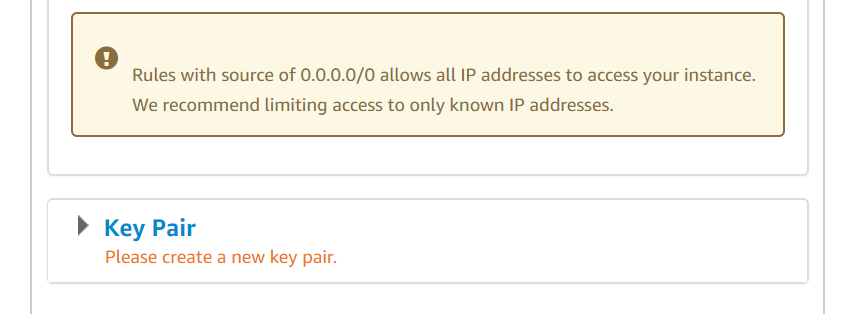 Rules with source of 0.0.0.0/0 allows all IP addresses to access your instance.
We recommend limiting access to only known IP addresses.
Key Pair
Please create a new key pair.